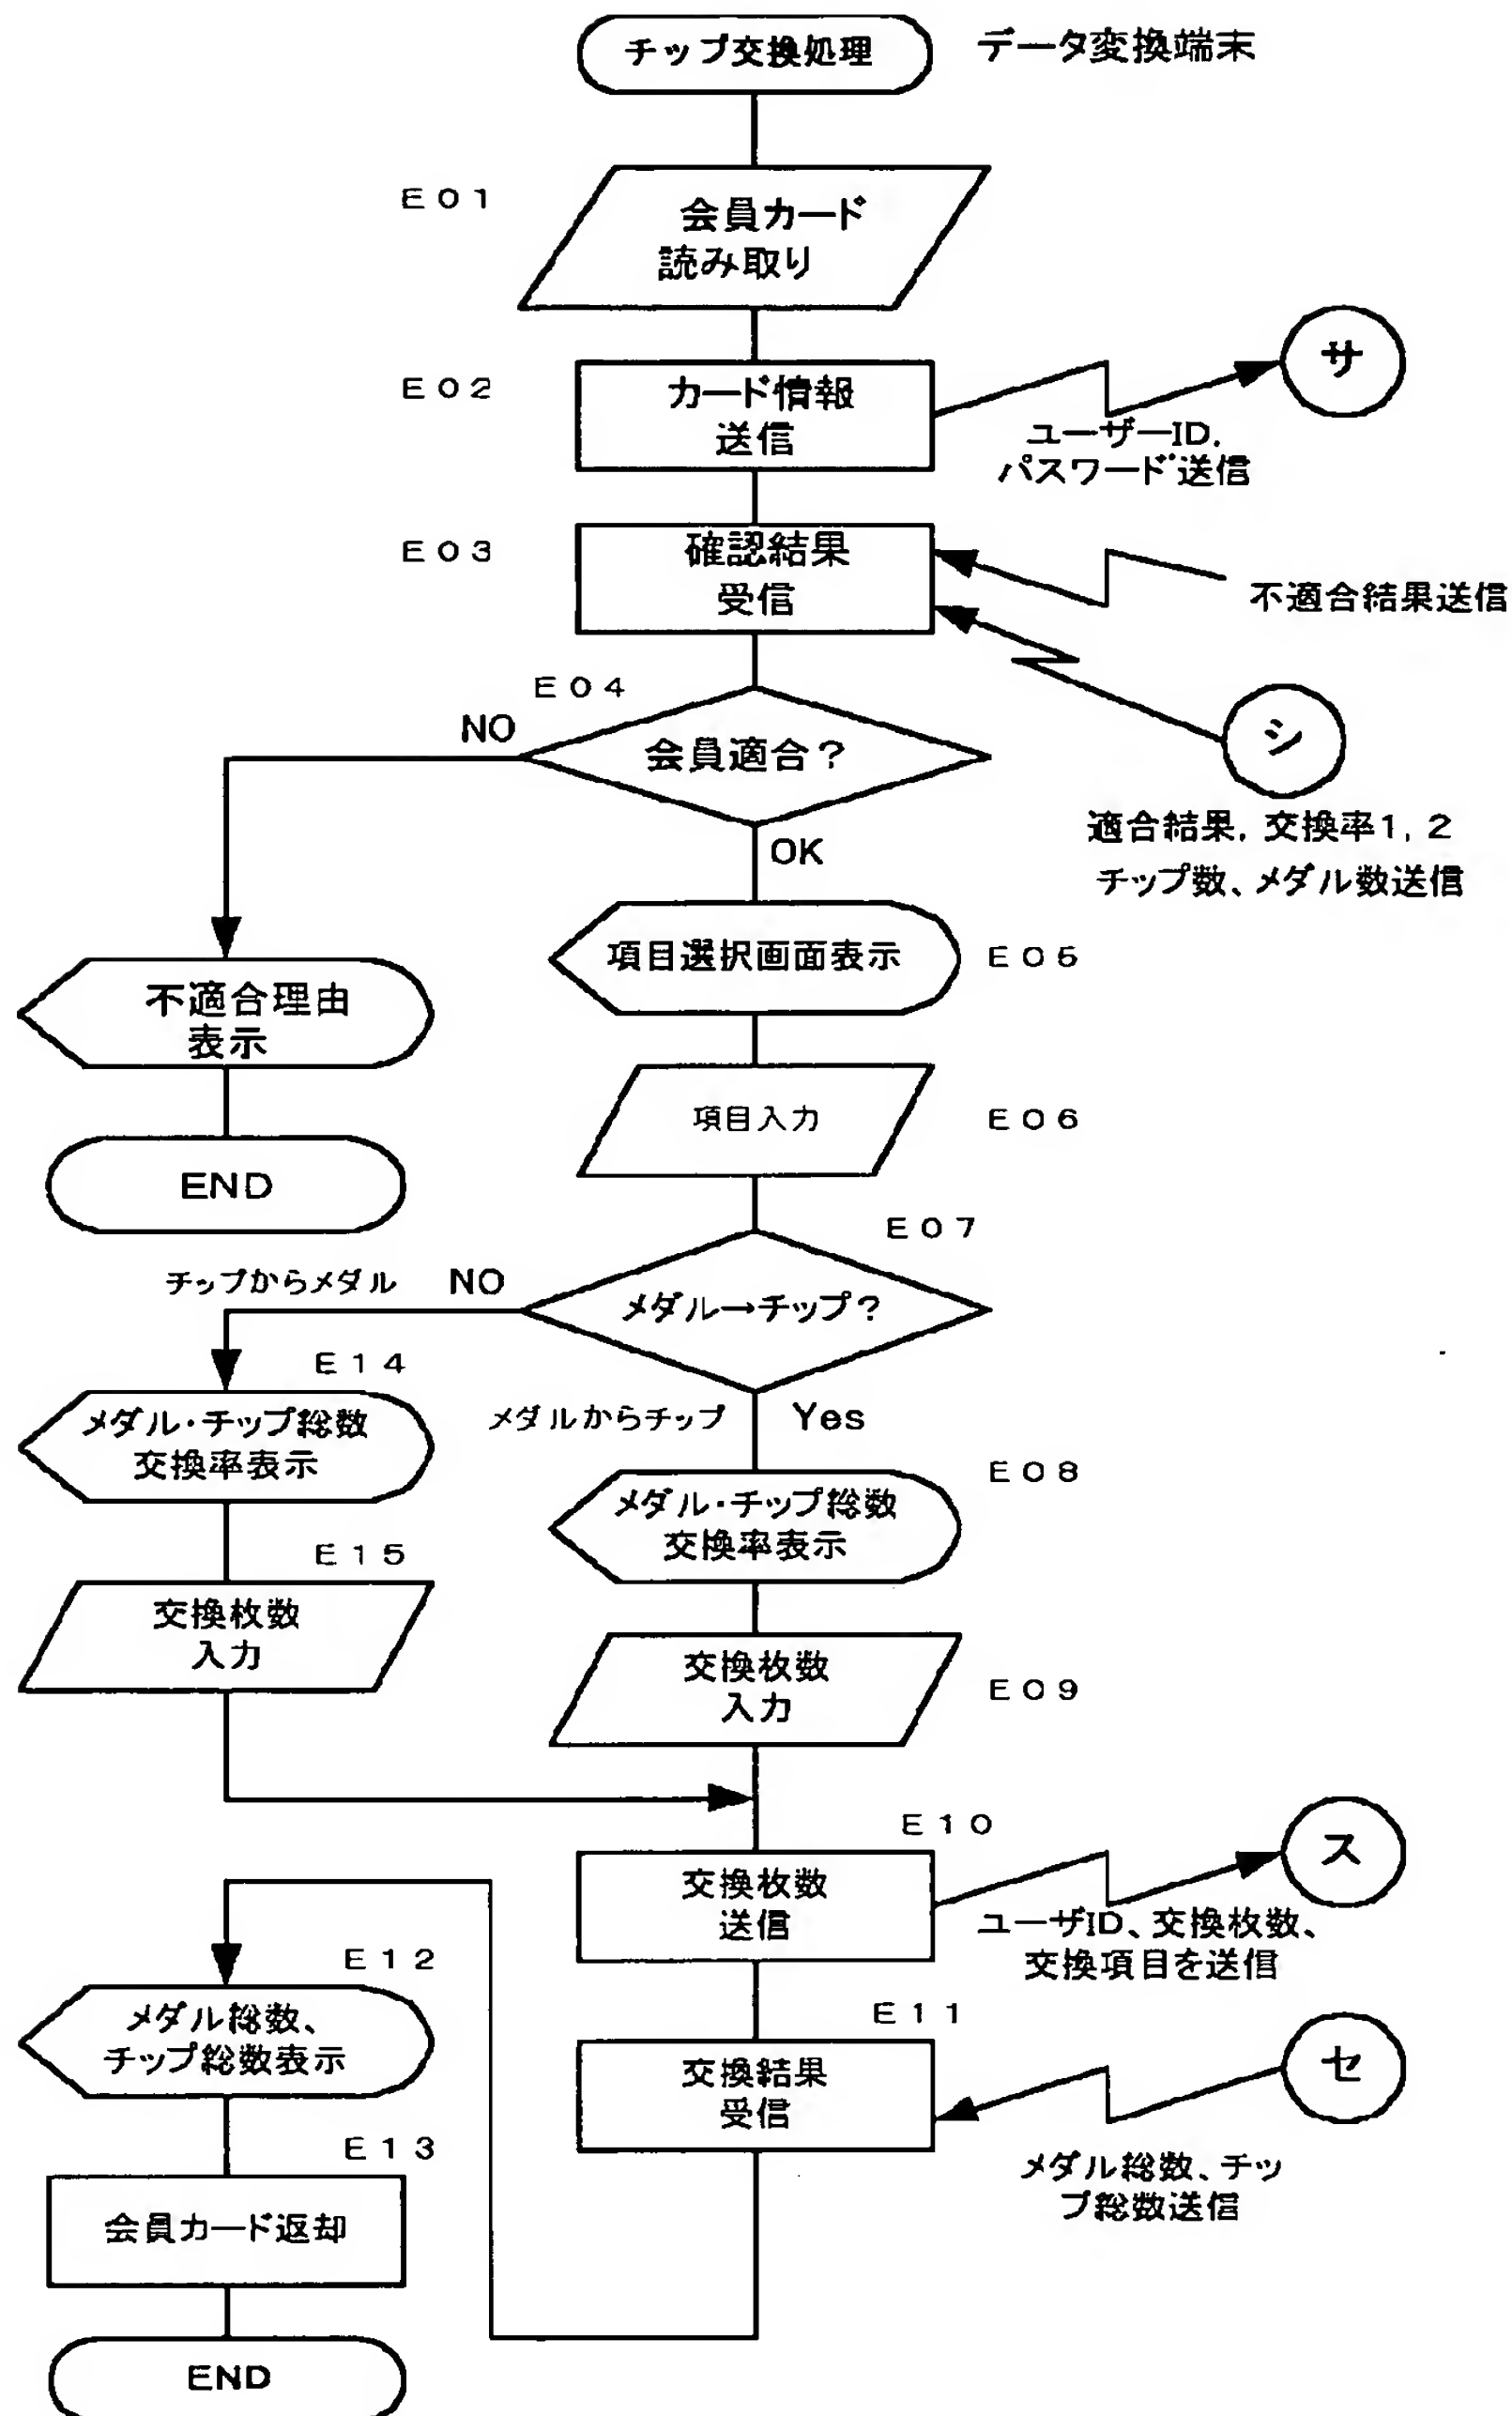 チップ交換処理
データ変換端末
E01
会員カード
読み取り
E02
カード情報
送信
サ
ユーザーID,
パスワード送信
E03
確認結果
受信
不適合結果送信
E04
NO
会員適合?
シ
OK
適合結果, 交換率1, 2
チップ数、メダル数送信
項目選択画面表示
E05
不適合理由
表示
項目入力
E06
END
E07
チップからメダル NO
メダル→チップ?
E14
メダル・チップ総数
交換率表示
メダルからチップ Yes
E08
メダル・チップ総数
交換率表示
E15
交換枚数
入力
交換枚数
入力
E09
E10
交換枚数
送信
ス
ユーザID、交換枚数、
交換項目を送信
E12
メダル総数、
チップ総数表示
E11
交換結果
受信
セ
メダル総数、チッ
プ総数送信
E13
会員カード返却
END